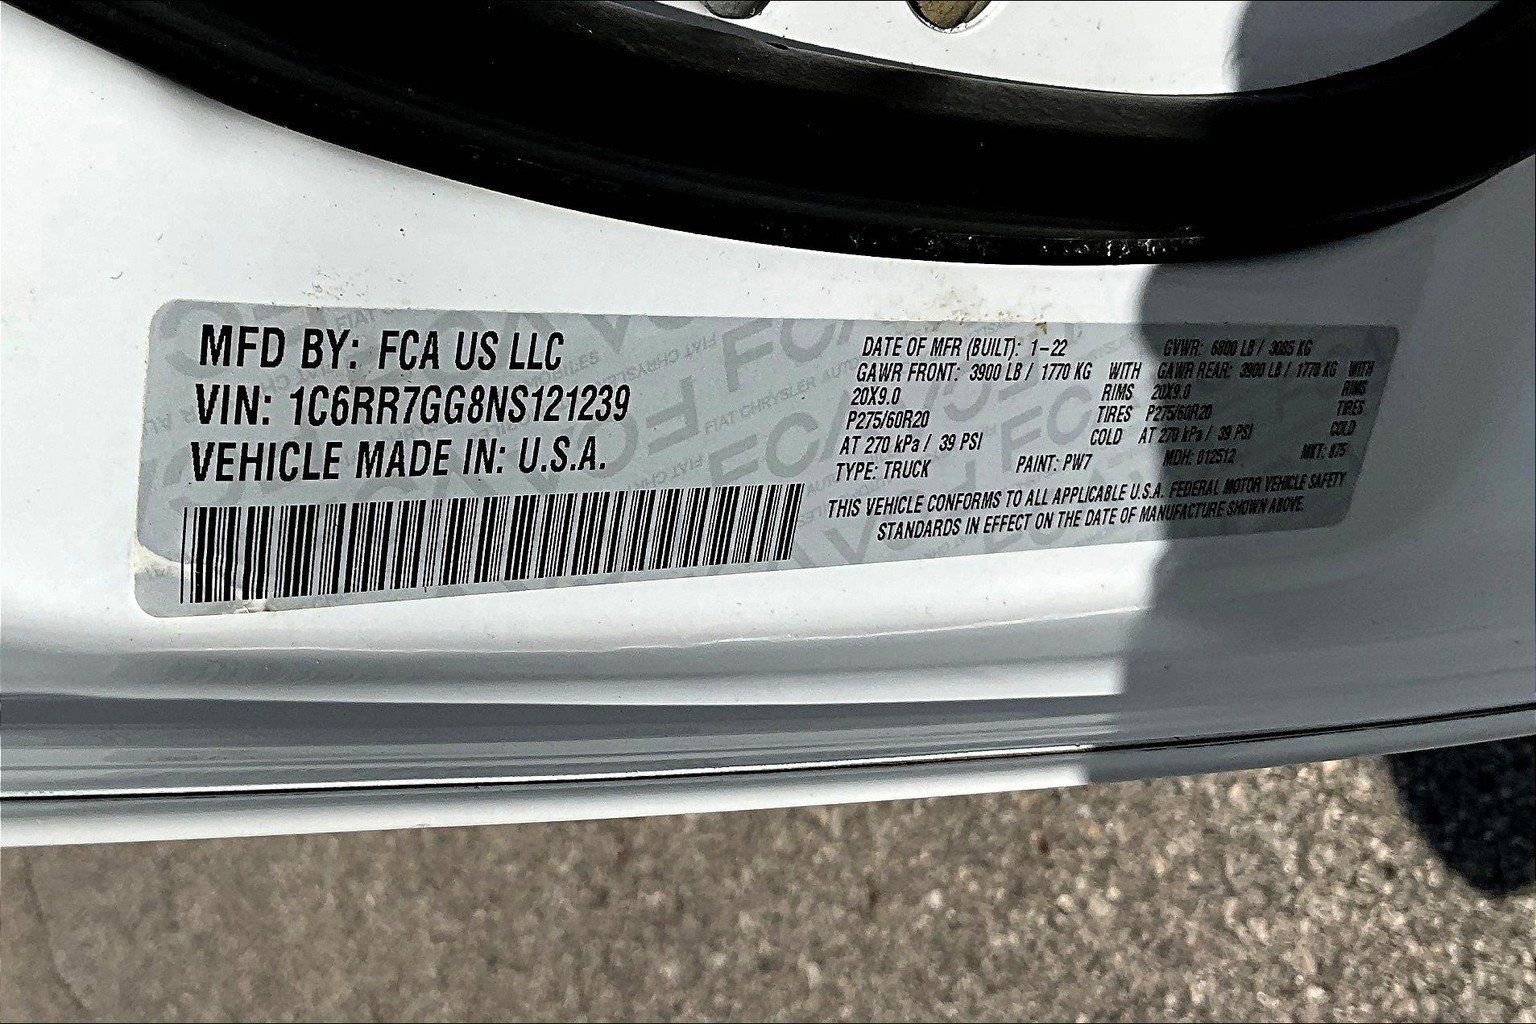 MFD BY: FCA US LLC
VIN: 1C6RR7GG8NS121239
VEHICLE MADE IN: U.S.A.
DATE OF MFR (BUILT): 1-22 GVWR: 6800 LB / 3085 KG
GAWR FRONT: 3900 LB / 1770 KG WITH GAWR REAR: 3900 LB / 1770 KG WITH
20X9.0 RIMS 20X9.0 RIMS
P275/60R20 TIRES P275/60R20 TIRES
AT 270 kPa / 39 PSI COLD AT 270 kPa / 39 PSI COLD
TYPE: TRUCK PAINT: PW7 MDH: 012512 MKT: 875
THIS VEHICLE CONFORMS TO ALL APPLICABLE U.S.A. FEDERAL MOTOR VEHICLE SAFETY
STANDARDS IN EFFECT ON THE DATE OF MANUFACTURE SHOWN ABOVE.